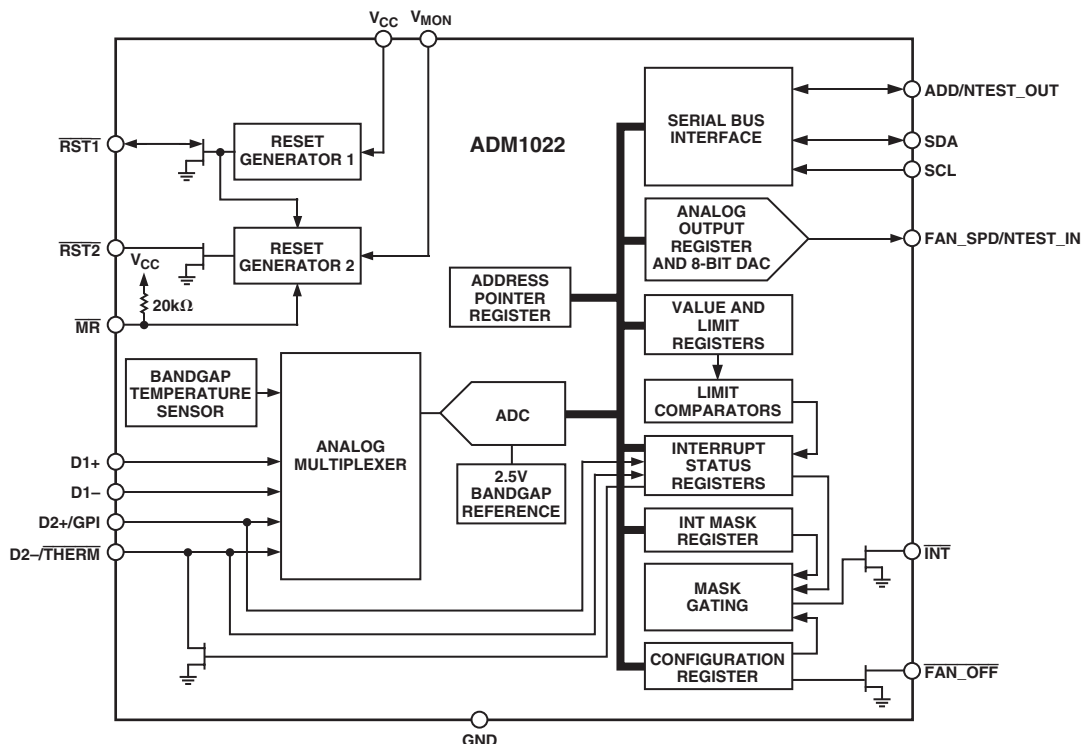 VCC
VMON
ADM1022
RST1
RESET
GENERATOR 1
RST2
RESET
GENERATOR 2
VCC
20kΩ
MR
BANDGAP
TEMPERATURE
SENSOR
ANALOG
MULTIPLEXER
D1+
D1–
D2+/GPI
D2–/THERM
ADC
2.5V
BANDGAP
REFERENCE
ADDRESS
POINTER
REGISTER
SERIAL BUS
INTERFACE
ANALOG
OUTPUT
REGISTER
AND 8-BIT DAC
VALUE AND
LIMIT
REGISTERS
LIMIT
COMPARATORS
INTERRUPT
STATUS
REGISTERS
INT MASK
REGISTER
MASK
GATING
CONFIGURATION
REGISTER
ADD/NTEST_OUT
SDA
SCL
FAN_SPD/NTEST_IN
INT
FAN_OFF
GND